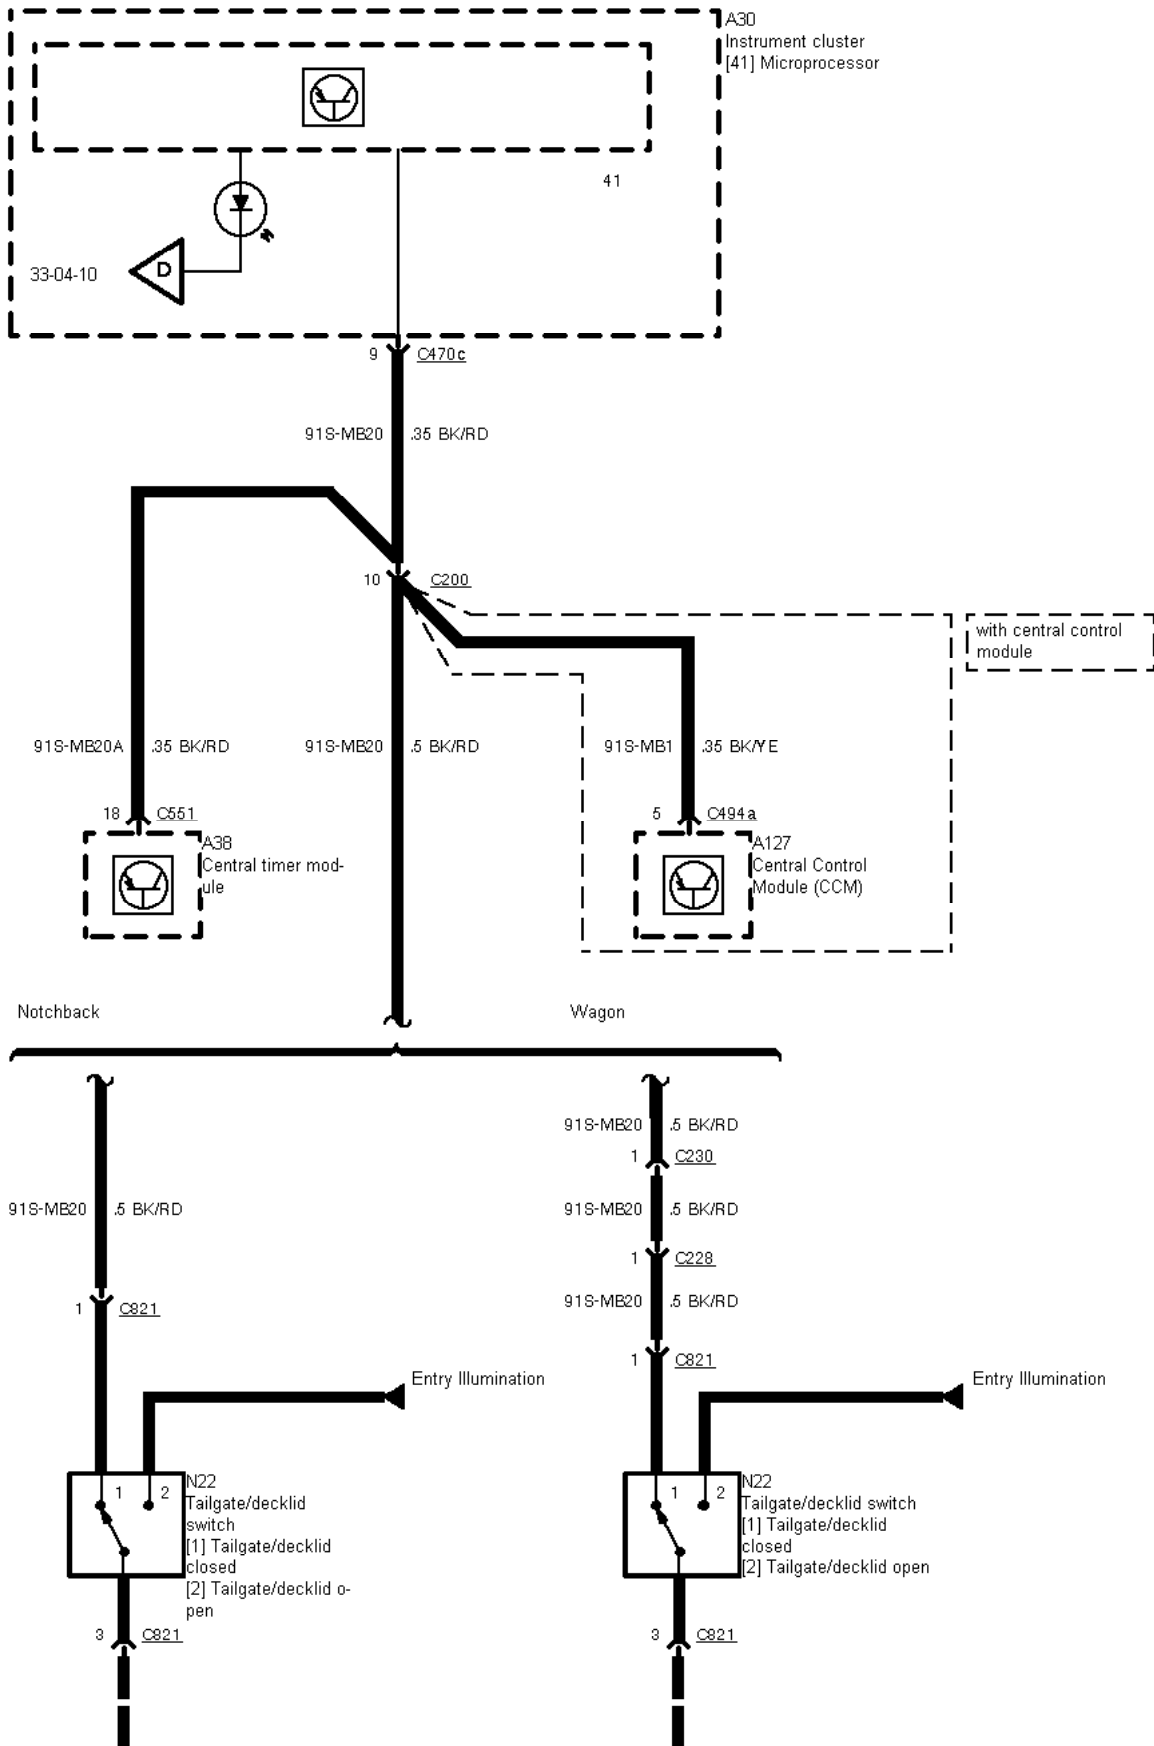 A30
Instrument cluster
[41] Microprocessor
41
D
33-04-10
9 C470c
91S-MB20 .35 BK/RD
10 C200
with central control
module
91S-MB20A .35 BK/RD
91S-MB20 .5 BK/RD
91S-MB1 .35 BK/YE
18 C551
5 C494a
A38
Central timer mod-
ule
A127
Central Control
Module (CCM)
Notchback
Wagon
91S-MB20 .5 BK/RD
1 C230
91S-MB20 .5 BK/RD
91S-MB20 .5 BK/RD
1 C228
91S-MB20 .5 BK/RD
1 C821
1 C821
Entry Illumination
Entry Illumination
1 2
N22
Tailgate/decklid
switch
[1] Tailgate/decklid
closed
[2] Tailgate/decklid o-
pen
1 2
N22
Tailgate/decklid switch
[1] Tailgate/decklid
closed
[2] Tailgate/decklid open
3 C821
3 C821